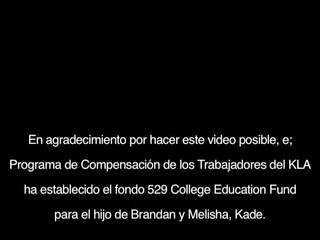 En agradecimiento por hacer este video posible, e;
Programa de Compensación de los Trabajadores del KLA
ha establecido el fondo 529 College Education Fund
para el hijo de Brandan y Melisha, Kade.